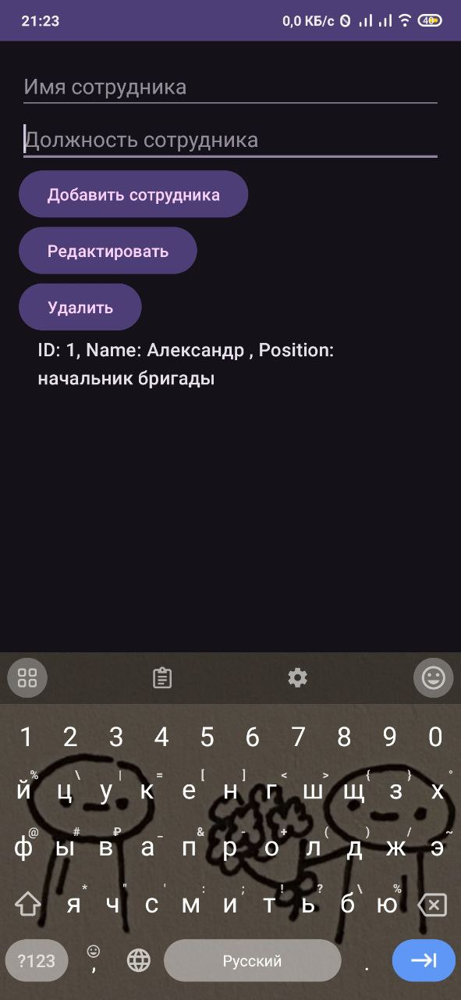 21:23 0,0 КБ/с 40
Имя сотрудника
Должность сотрудника
Добавить сотрудника
Редактировать
Удалить
ID: 1, Name: Александр , Position:
начальник бригады
1 2 3 4 5 6 7 8 9 0
% \ | = [ ] < > { } °
й ц у к е н г ш щ з х
@ # ₽ _ & - + ( ) / ~
ф ы в а п р о л д ж э
* " ' : ; ! ? \ %
я ч с м и т ь б ю
?123 , Русский .